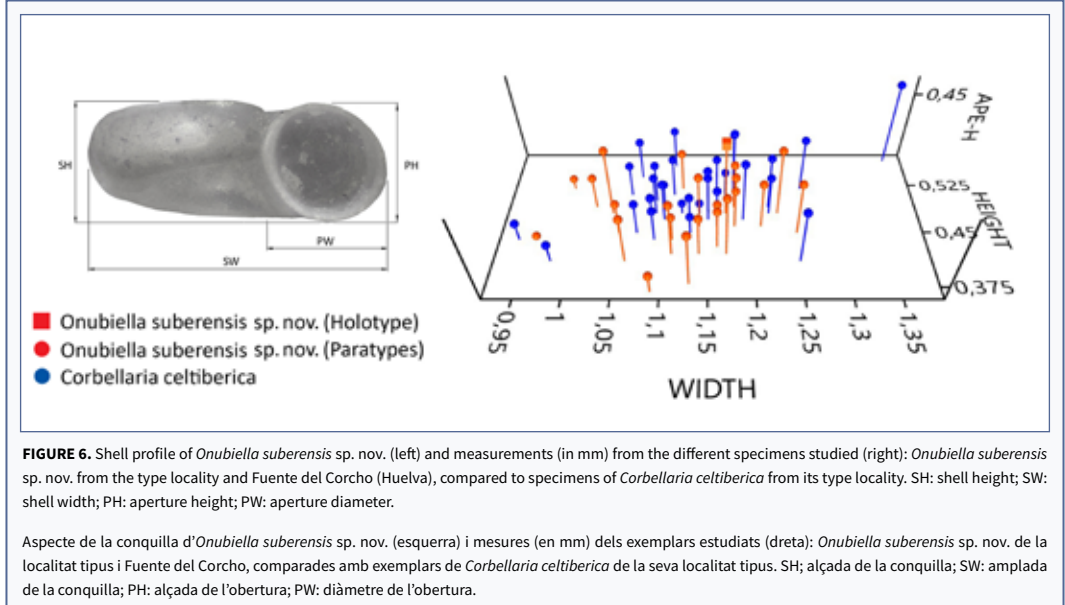 SH
PH
PW
SW
Onubiella suberensis sp. nov. (Holotype)
Onubiella suberensis sp. nov. (Paratypes)
Corbellaria celtiberica
0,45
APE-H
0,525
HEIGHT
0,45
0,375
0,95
1
1,05
1,1
1,15
1,2
1,25
1,3
1,35
WIDTH
FIGURE 6. Shell profile of Onubiella suberensis sp. nov. (left) and measurements (in mm) from the different specimens studied (right): Onubiella suberensis
sp. nov. from the type locality and Fuente del Corcho (Huelva), compared to specimens of Corbellaria celtiberica from its type locality. SH: shell height; SW:
shell width; PH: aperture height; PW: aperture diameter.
Aspecte de la conquilla d’Onubiella suberensis sp. nov. (esquerra) i mesures (en mm) dels exemplars estudiats (dreta): Onubiella suberensis sp. nov. de la
localitat tipus i Fuente del Corcho, comparades amb exemplars de Corbellaria celtiberica de la seva localitat tipus. SH; alçada de la conquilla; SW: amplada
de la conquilla; PH: alçada de l’obertura; PW: diàmetre de l’obertura.